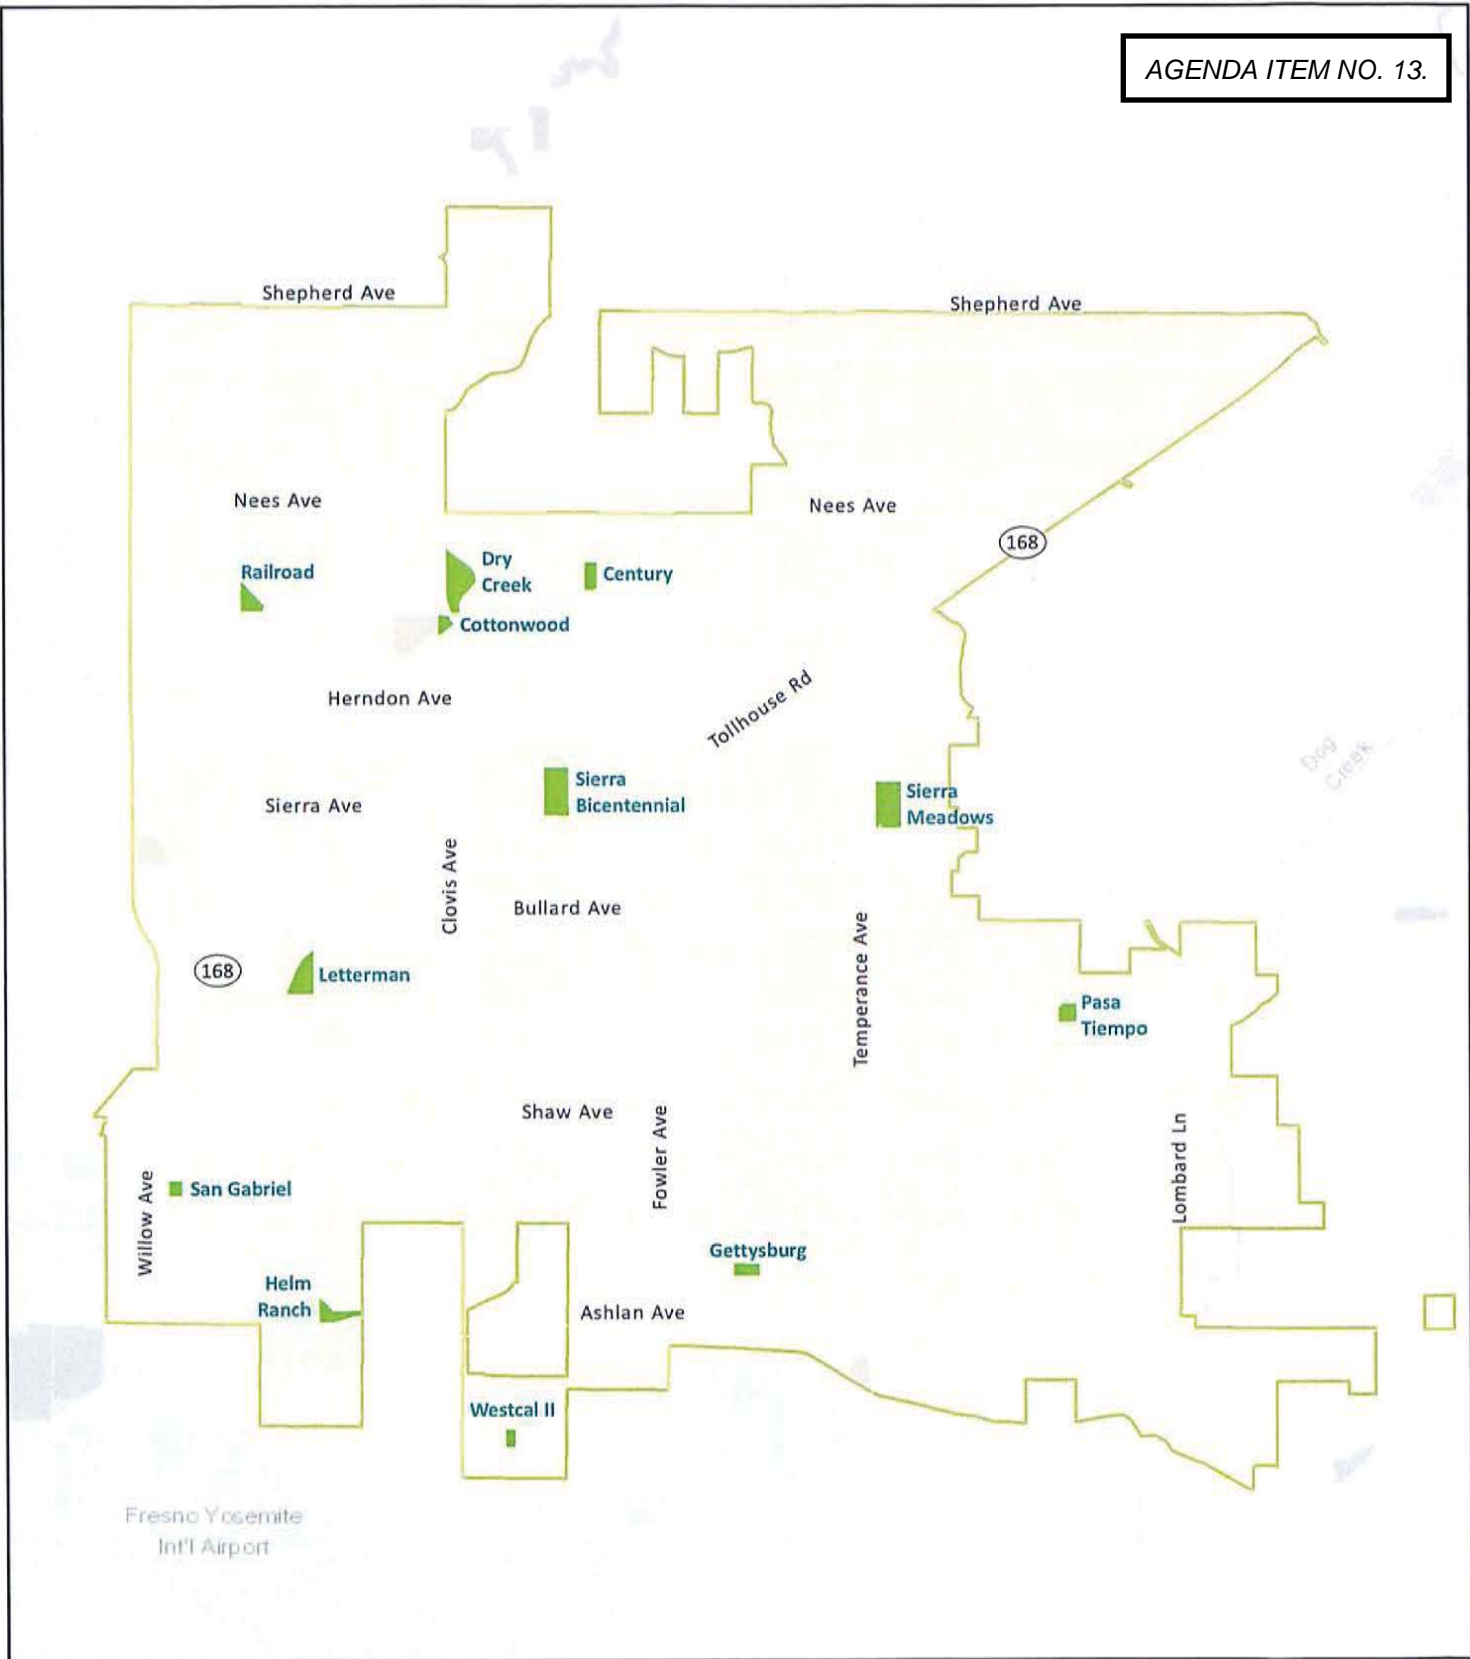 AGENDA ITEM NO. 13.
Shepherd Ave
Shepherd Ave
Nees Ave
Nees Ave
168
Railroad
Dry
Creek
Century
Cottonwood
Herndon Ave
Tollhouse Rd
Dog
Creek
Sierra
Bicentennial
Sierra Ave
Sierra
Meadows
Clovis Ave
Bullard Ave
Temperance Ave
168
Letterman
Pasa
Tiempo
Shaw Ave
Fowler Ave
Lombard Ln
Willow Ave
San Gabriel
Gettysburg
Helm
Ranch
Ashlan Ave
Westcal II
Fresno Yosemite
Int'l Airport